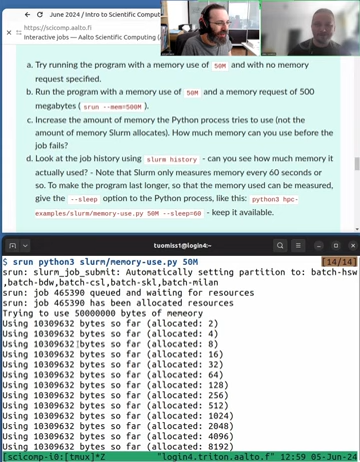 June 2024 / Intro to Scientific Comput
https://scicomp.aalto.fi
Interactive jobs — Aalto Scientific Computing (A
a. Try running the program with a memory use of 50M and with no memory
request specified.
b. Run the program with a memory use of 50M and a memory request of 500
megabytes ( srun --mem=500M ).
c. Increase the amount of memory the Python process tries to use (not the
amount of memory Slurm allocates). How much memory can you use before the
job fails?
d. Look at the job history using slurm history - can you see how much memory it
actually used? - Note that Slurm only measures memory every 60 seconds or
so. To make the program last longer, so that the memory used can be measured,
give the --sleep option to the Python process, like this: python3 hpc-
examples/slurm/memory-use.py 50M --sleep=60 - keep it available.
tuomiss1@login4:~
$ srun python3 slurm/memory-use.py 50M [14/14]
srun: slurm_job_submit: Automatically setting partition to: batch-hsw
,batch-bdw,batch-csl,batch-skl,batch-milan
srun: job 465390 queued and waiting for resources
srun: job 465390 has been allocated resources
Trying to use 50000000 bytes of memeory
Using 10309632 bytes so far (allocated: 2)
Using 10309632 bytes so far (allocated: 4)
Using 10309632 bytes so far (allocated: 8)
Using 10309632 bytes so far (allocated: 16)
Using 10309632 bytes so far (allocated: 32)
Using 10309632 bytes so far (allocated: 64)
Using 10309632 bytes so far (allocated: 128)
Using 10309632 bytes so far (allocated: 256)
Using 10309632 bytes so far (allocated: 512)
Using 10309632 bytes so far (allocated: 1024)
Using 10309632 bytes so far (allocated: 2048)
Using 10309632 bytes so far (allocated: 4096)
Using 10309632 bytes so far (allocated: 8192)
[scicomp-i0:[tmux]*Z "login4.triton.aalto.f" 12:59 05-Jun-24